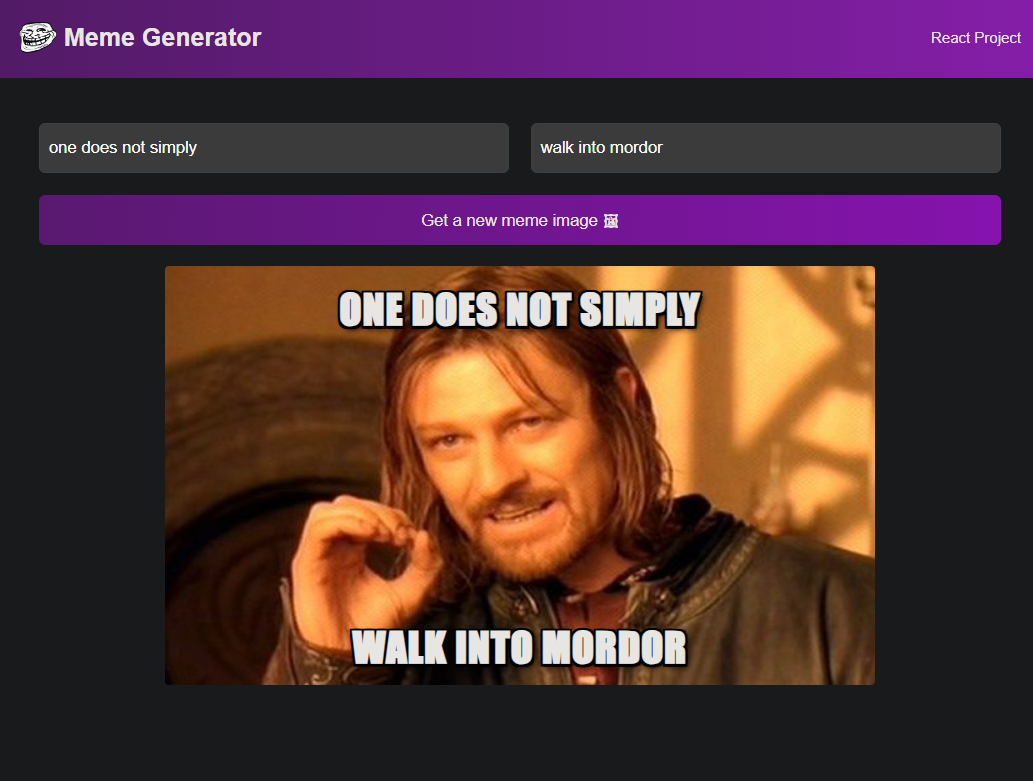 Meme Generator
React Project
one does not simply
walk into mordor
Get a new meme image 🖼
ONE DOES NOT SIMPLY
WALK INTO MORDOR